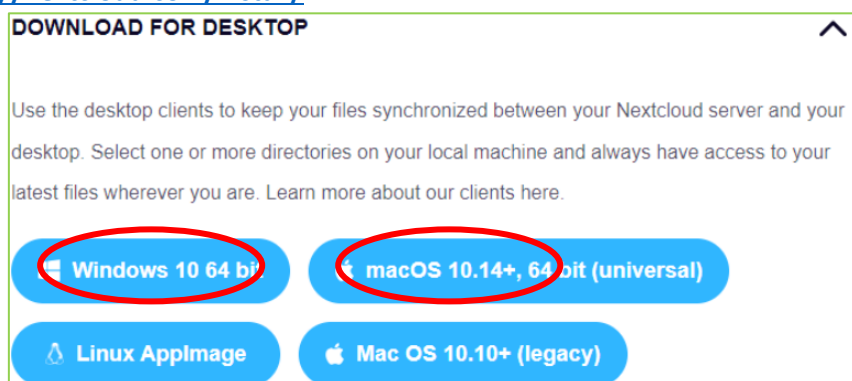 DOWNLOAD FOR DESKTOP
Use the desktop clients to keep your files synchronized between your Nextcloud server and your
desktop. Select one or more directories on your local machine and always have access to your
latest files wherever you are. Learn more about our clients here.
Windows 10 64 bit
macOS 10.14+, 64 bit (universal)
Linux AppImage
Mac OS 10.10+ (legacy)